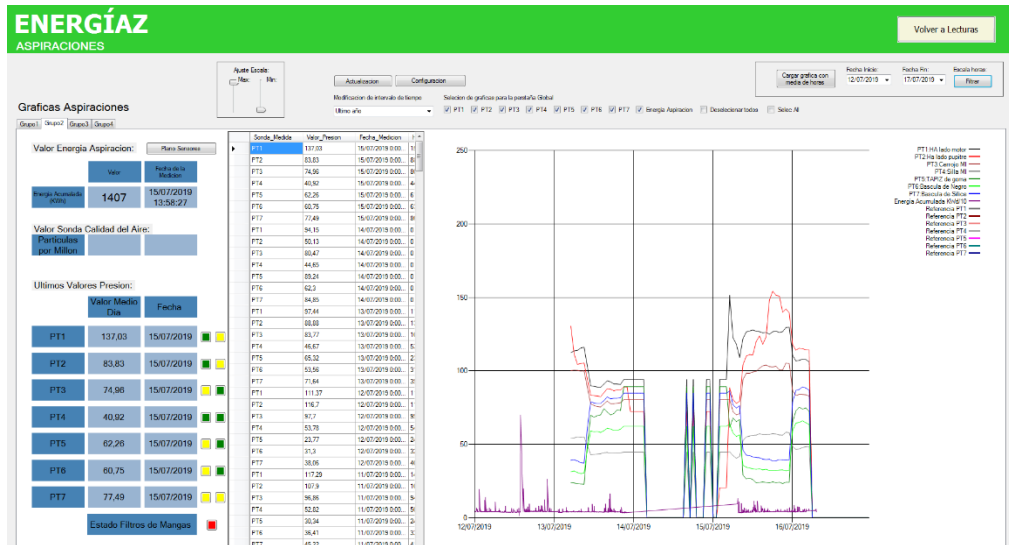 ENERGÍAZ
ASPIRACIONES
Volver a Lecturas
Ajuste Escala:
Max: Min:
Actualizacion Configuracion
Cargar grafica con media de horas
Fecha Inicio: Fecha Fin: Escala horas:
12/07/2019 17/07/2019 Filtrar
Modificacion de intervalo de tiempo Selecion de graficas para la pestaña Global
Ultimo año PT1 PT2 PT3 PT4 PT5 PT6 PT7 Energia Aspiracion Deseleccionar todos Selec. All
Graficas Aspiraciones
Grupo1 Grupo2 Grupo3 Grupo4
Valor Energia Aspiracion: Plano Sensores
Valor Fecha de la Medicion
Energia Acumulada (KWh) 1407 15/07/2019 13:58:27
Valor Sonda Calidad del Aire:
Particulas por Millon
Ultimos Valores Presion:
Valor Medio Dia Fecha
PT1 137,03 15/07/2019
PT2 83,83 15/07/2019
PT3 74,98 15/07/2019
PT4 40,92 15/07/2019
PT5 62,26 15/07/2019
PT6 60,75 15/07/2019
PT7 77,49 15/07/2019
Estado Filtros de Mangas
Sonda_Medida Valor_Presion Fecha_Medicion
PT1 137,03 15/07/2019 0:00...
PT2 83,83 15/07/2019 0:00...
PT3 74,98 15/07/2019 0:00...
PT4 40,92 15/07/2019 0:00...
PT5 62,26 15/07/2019 0:00...
PT6 60,75 15/07/2019 0:00...
PT7 77,49 15/07/2019 0:00...
PT1 94,15 14/07/2019 0:00...
PT2 50,13 14/07/2019 0:00...
PT3 80,47 14/07/2019 0:00...
PT4 44,65 14/07/2019 0:00...
PT5 89,24 14/07/2019 0:00...
PT6 62,3 14/07/2019 0:00...
PT7 84,85 14/07/2019 0:00...
PT1 97,44 13/07/2019 0:00...
PT2 88,88 13/07/2019 0:00...
PT3 83,77 13/07/2019 0:00...
PT4 46,67 13/07/2019 0:00...
PT5 65,32 13/07/2019 0:00...
PT6 53,56 13/07/2019 0:00...
PT7 71,64 13/07/2019 0:00...
PT1 111,37 12/07/2019 0:00...
PT2 116,7 12/07/2019 0:00...
PT3 97,7 12/07/2019 0:00...
PT4 53,78 12/07/2019 0:00...
PT5 23,77 12/07/2019 0:00...
PT6 31,3 12/07/2019 0:00...
PT7 38,06 12/07/2019 0:00...
PT1 117,29 11/07/2019 0:00...
PT2 107,9 11/07/2019 0:00...
PT3 96,86 11/07/2019 0:00...
PT4 52,82 11/07/2019 0:00...
PT5 30,34 11/07/2019 0:00...
PT6 36,41 11/07/2019 0:00...
PT7 45,33 11/07/2019 0:00...
250
200
150
100
50
0
12/07/2019 13/07/2019 14/07/2019 15/07/2019 16/07/2019
PT1:HA lado motor
PT2:Ha lado pupitre
PT3:Cerrojo MI
PT4:Silla MI
PT5:TAPIZ de goma
PT6:Bascula de Negro
PT7:Bascula de Silice
Energia Acumulada KWh/10
Referencia PT1
Referencia PT2
Referencia PT3
Referencia PT4
Referencia PT5
Referencia PT6
Referencia PT7